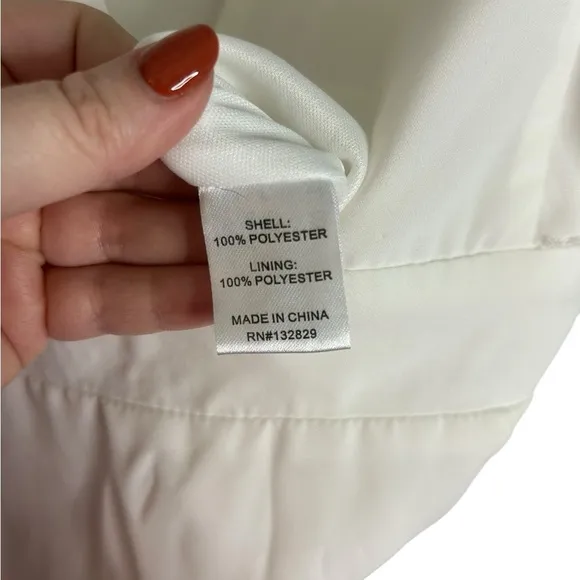 SHELL:
100% POLYESTER
LINING:
100% POLYESTER
MADE IN CHINA
RN#132829